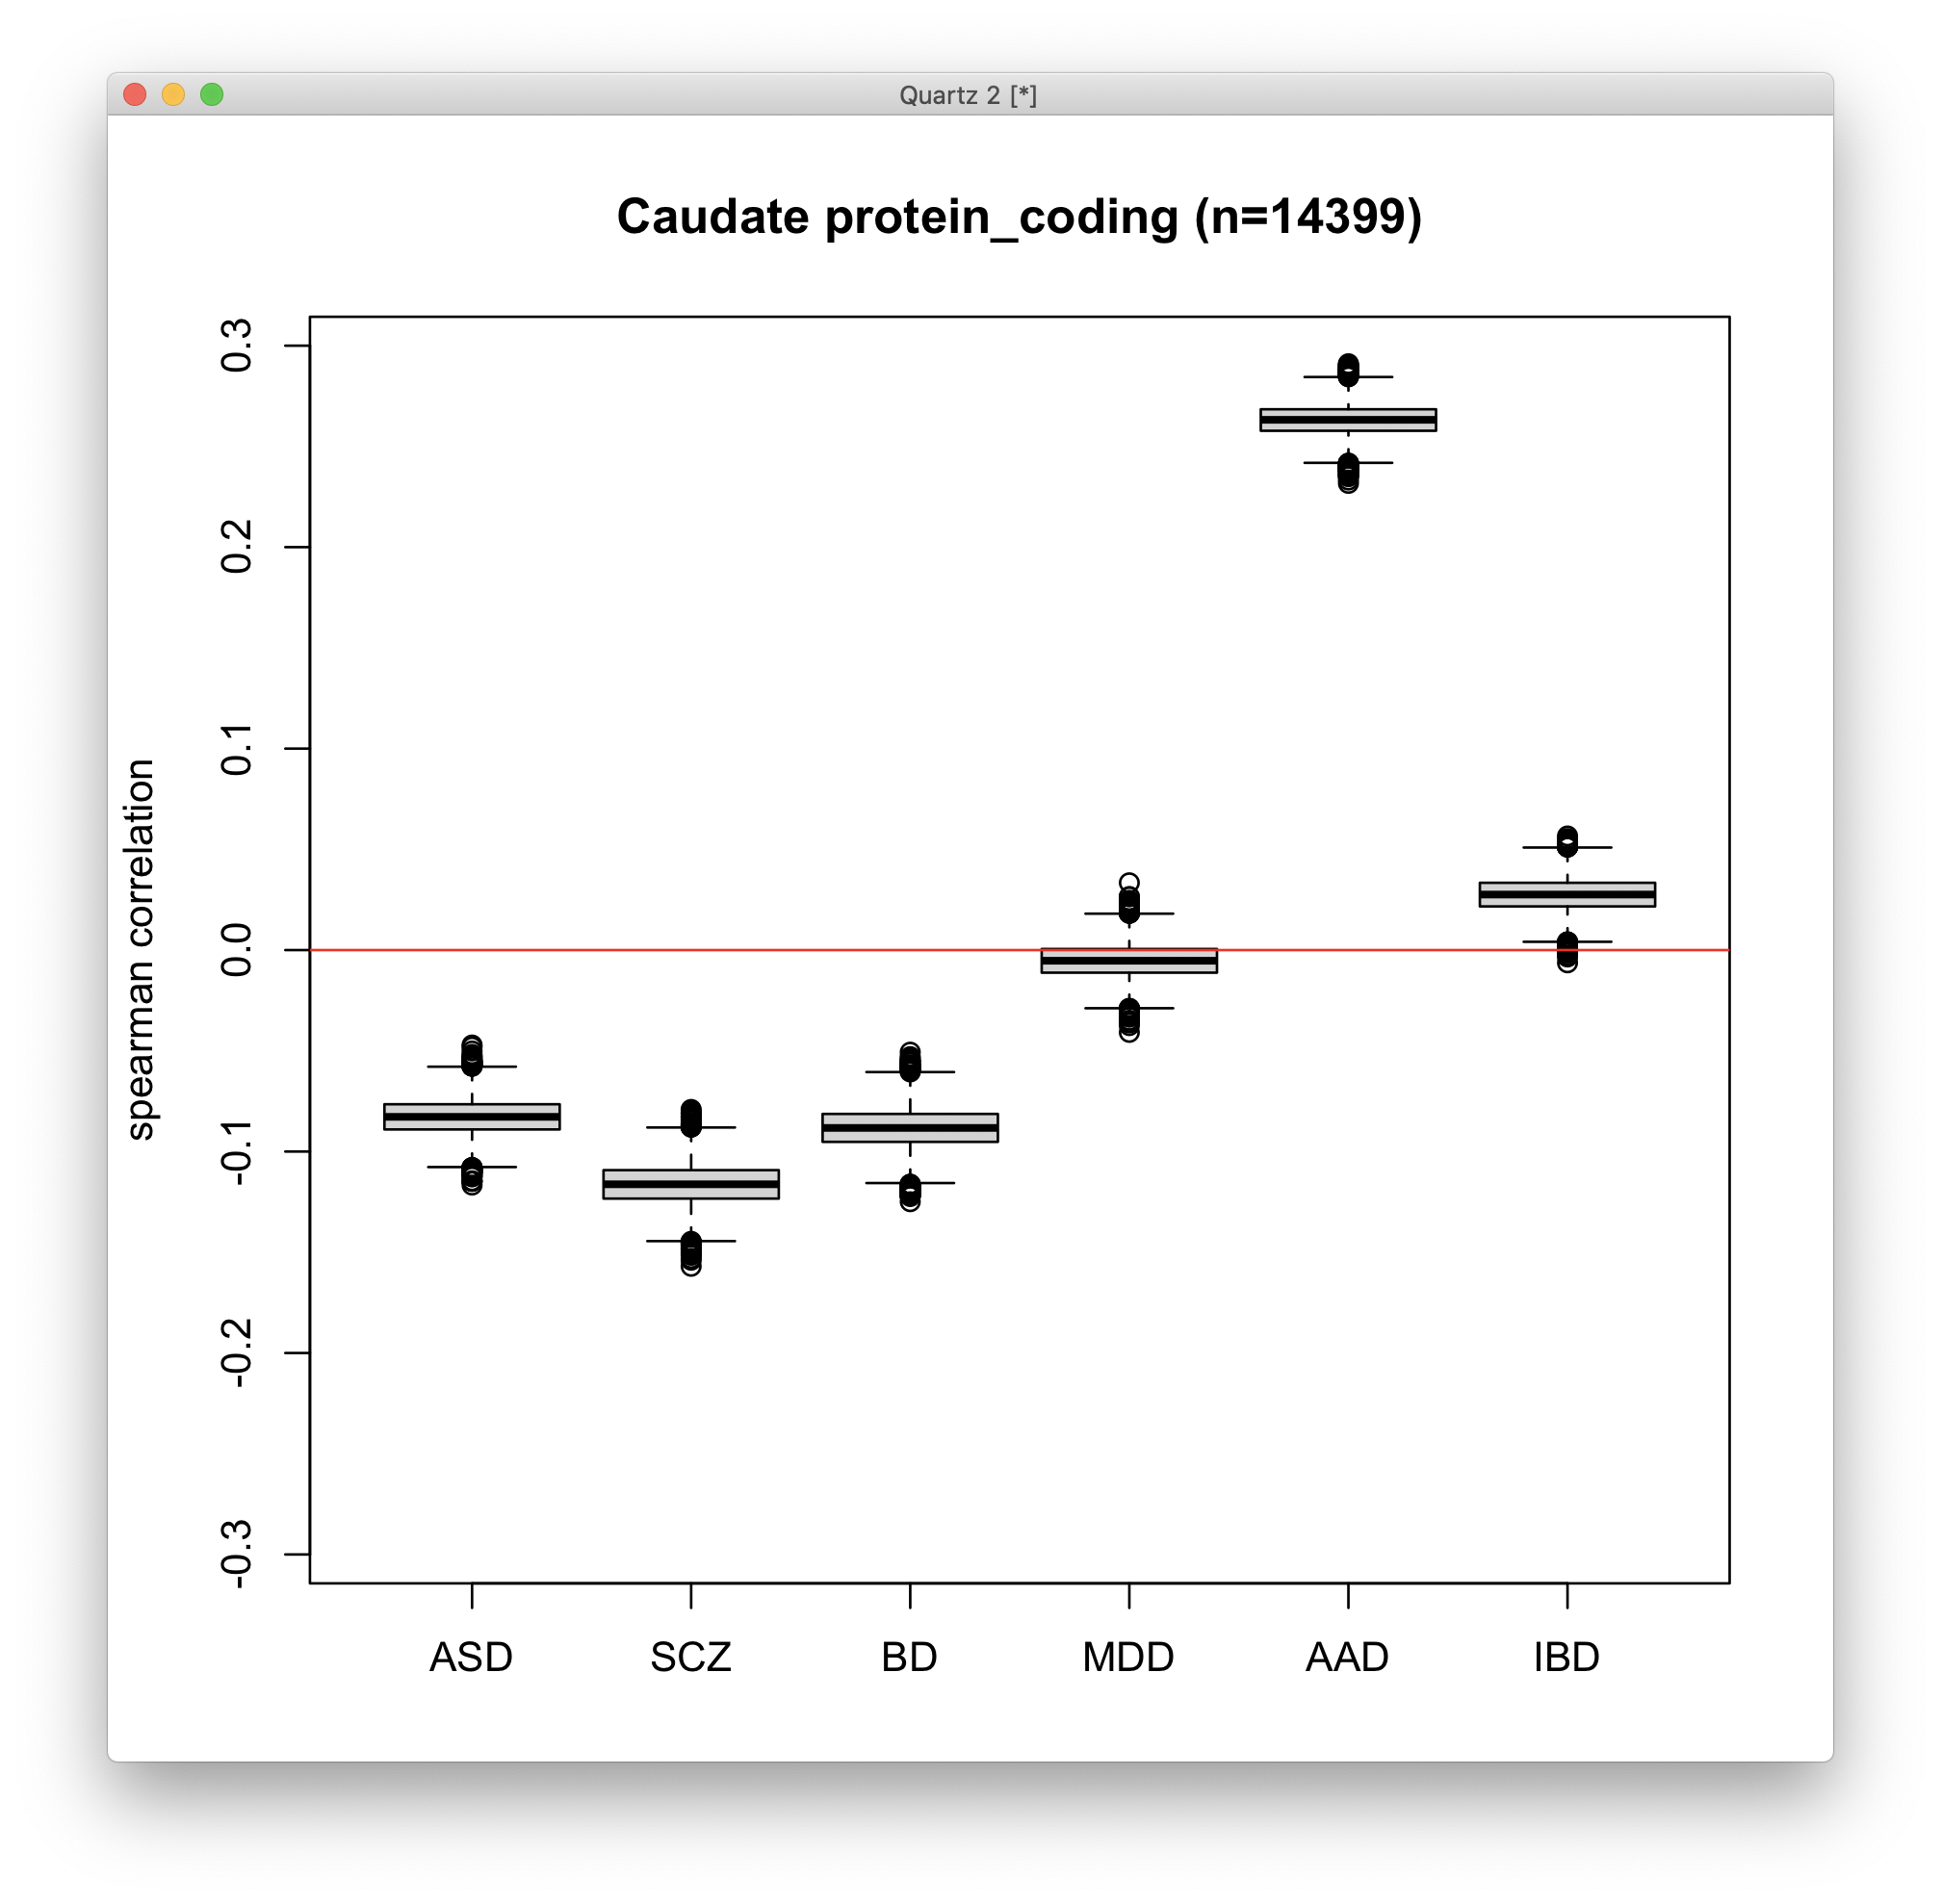 Quartz 2 [*]
Caudate protein_coding (n=14399)
spearman correlation
0.3
0.2
0.1
0.0
-0.1
-0.2
-0.3
ASD SCZ BD MDD AAD IBD